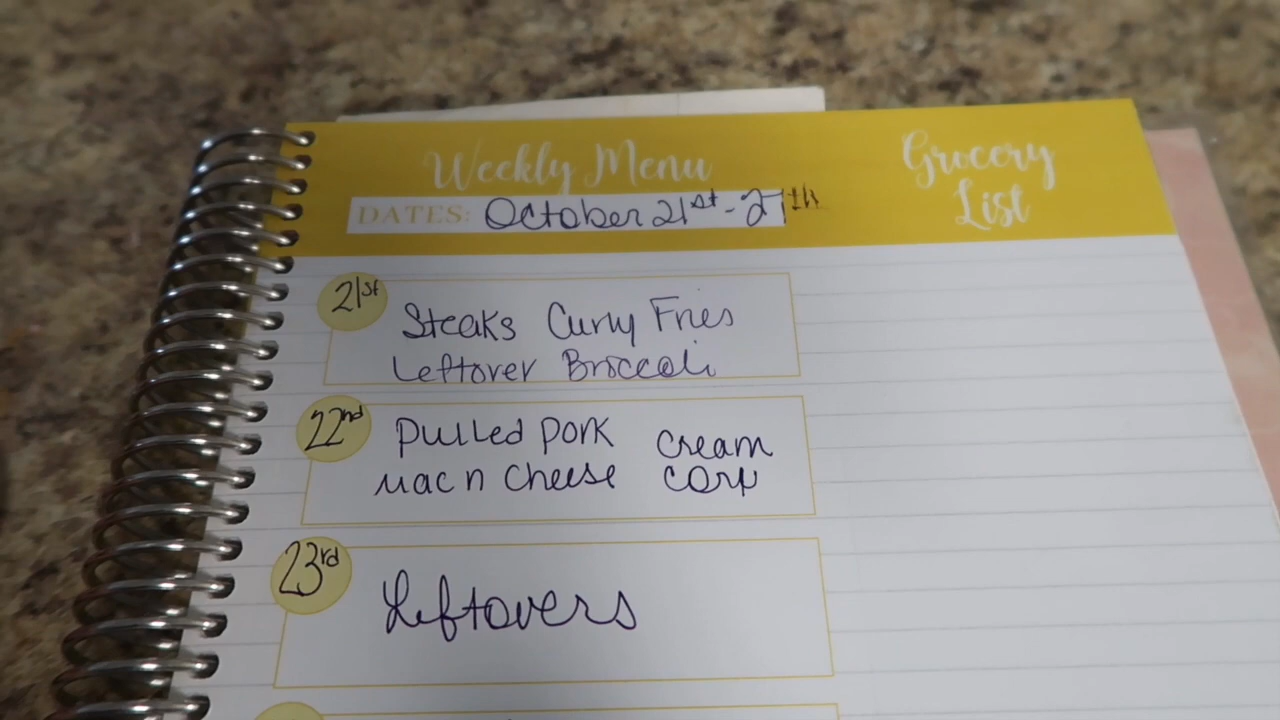 Weekly Menu
DATES: October 21st - 27th
Grocery
List
21st
Steaks Curly Fries
Leftover Broccoli
22nd
Pulled Pork
Mac n Cheese
Cream
Corn
23rd
Leftovers